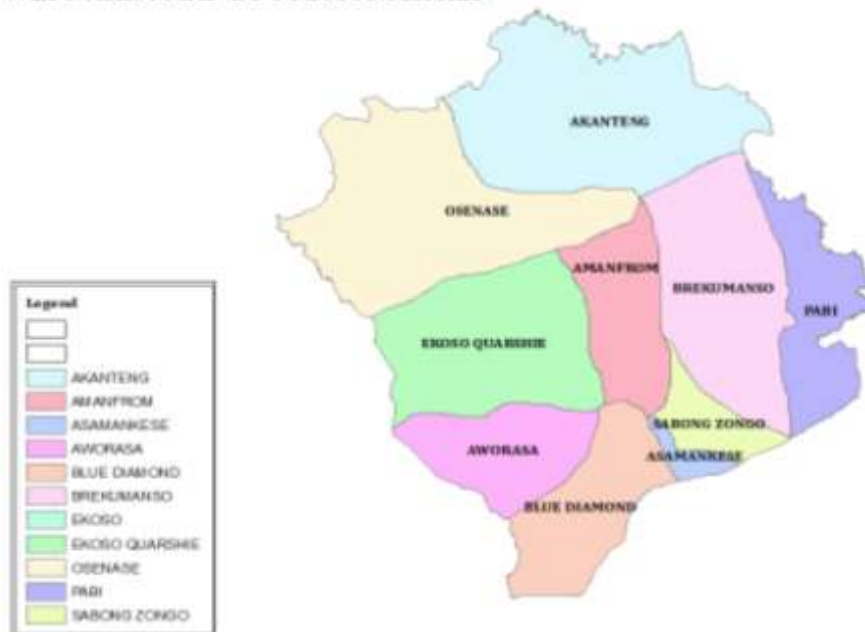 AKANTENG
OSENASE
AMANFROM
BREKUMANSO
PABI
EKOSO QUARSHIE
SABONG ZONGO
AWORASA
ASAMANKESE
BLUE DIAMOND
Legend
AKANTENG
AMANFROM
ASAMANKESE
AWORASA
BLUE DIAMOND
BREKUMANSO
EKOSO
EKOSO QUARSHIE
OSENASE
PABI
SABONG ZONGO